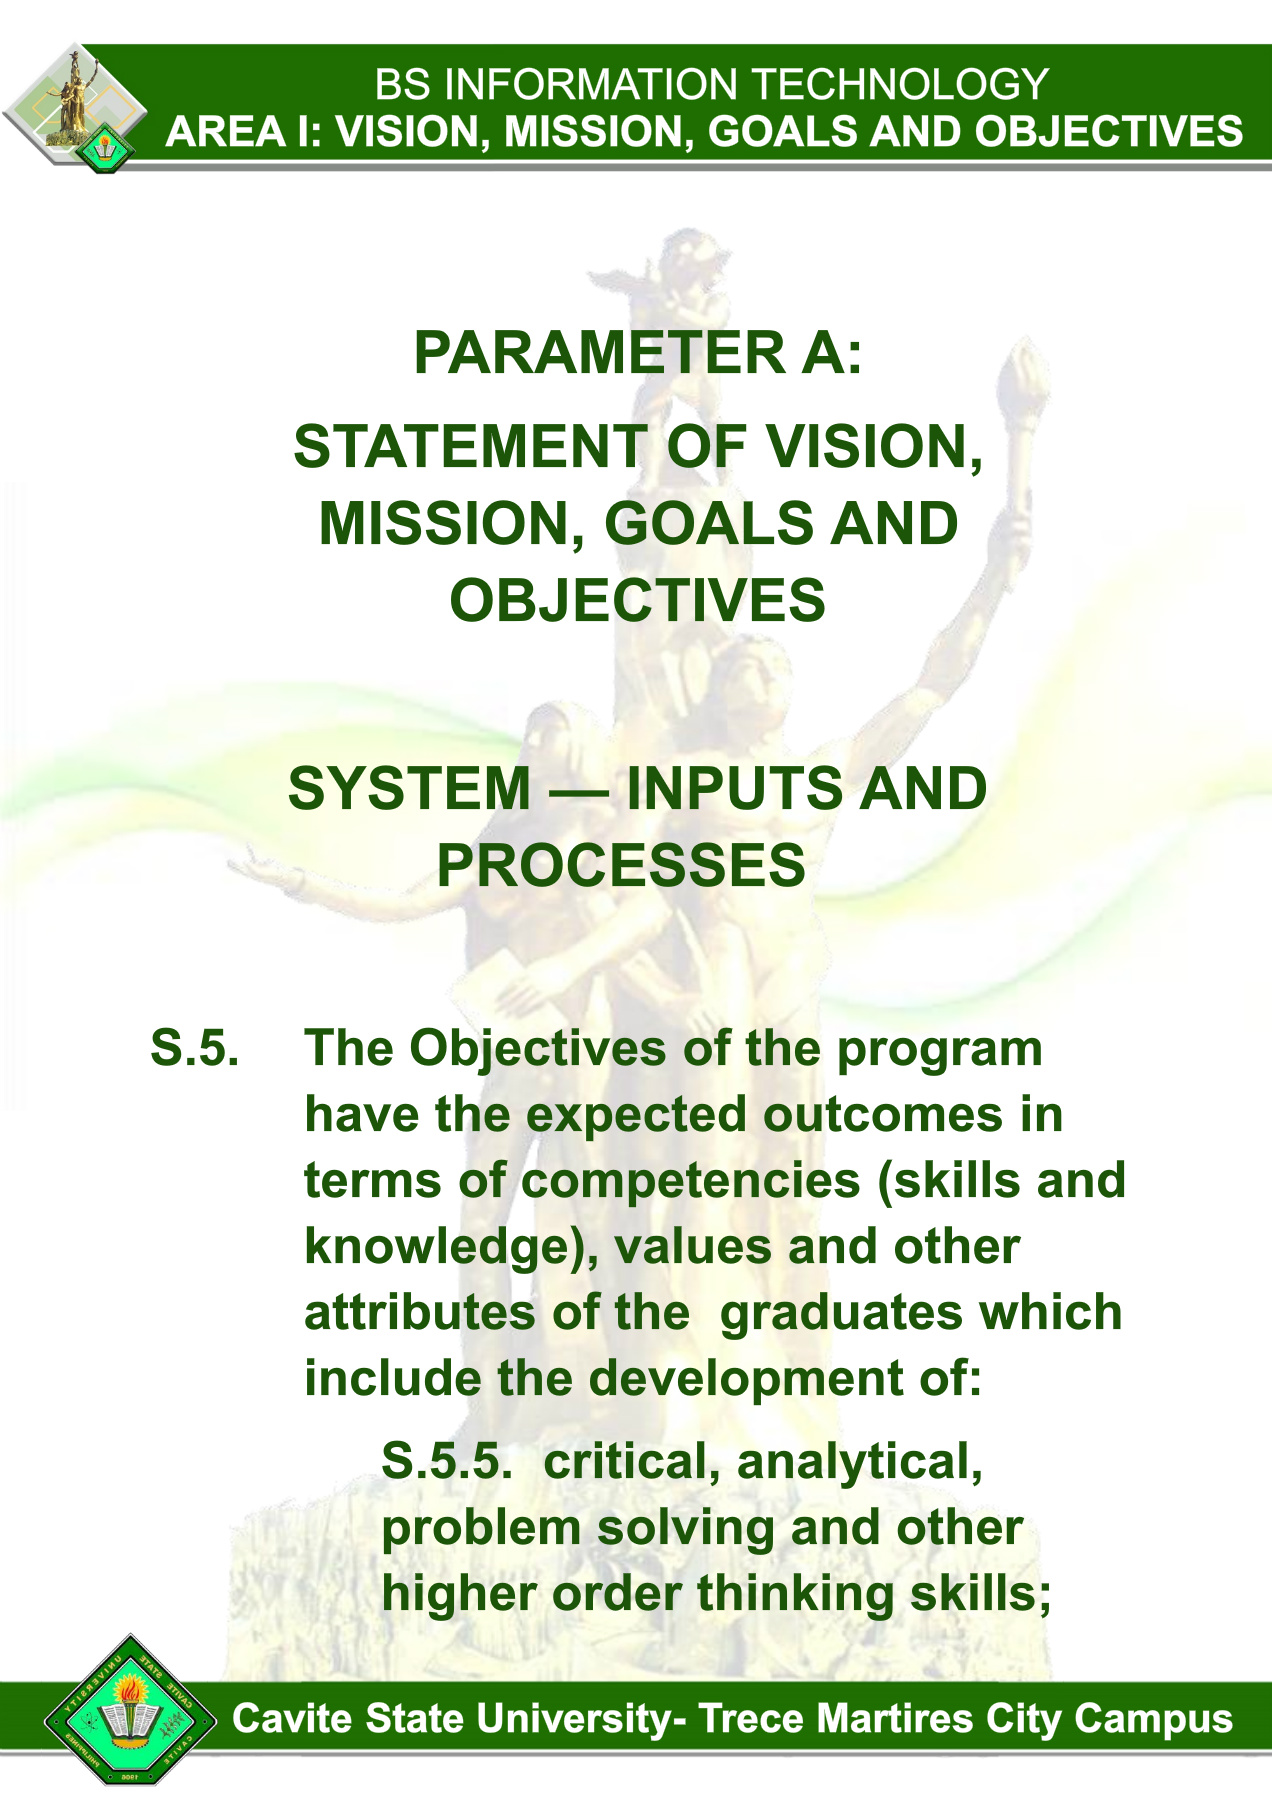 BS INFORMATION TECHNOLOGY
AREA I: VISION, MISSION, GOALS AND OBJECTIVES
PARAMETER A:
STATEMENT OF VISION,
MISSION, GOALS AND
OBJECTIVES
SYSTEM — INPUTS AND
PROCESSES
S.5. The Objectives of the program
have the expected outcomes in
terms of competencies (skills and
knowledge), values and other
attributes of the  graduates which
include the development of:
S.5.5.  critical, analytical,
problem solving and other
higher order thinking skills;
CAVITE STATE UNIVERSITY
CAVITE PHILIPPINES
1906
Cavite State University- Trece Martires City Campus